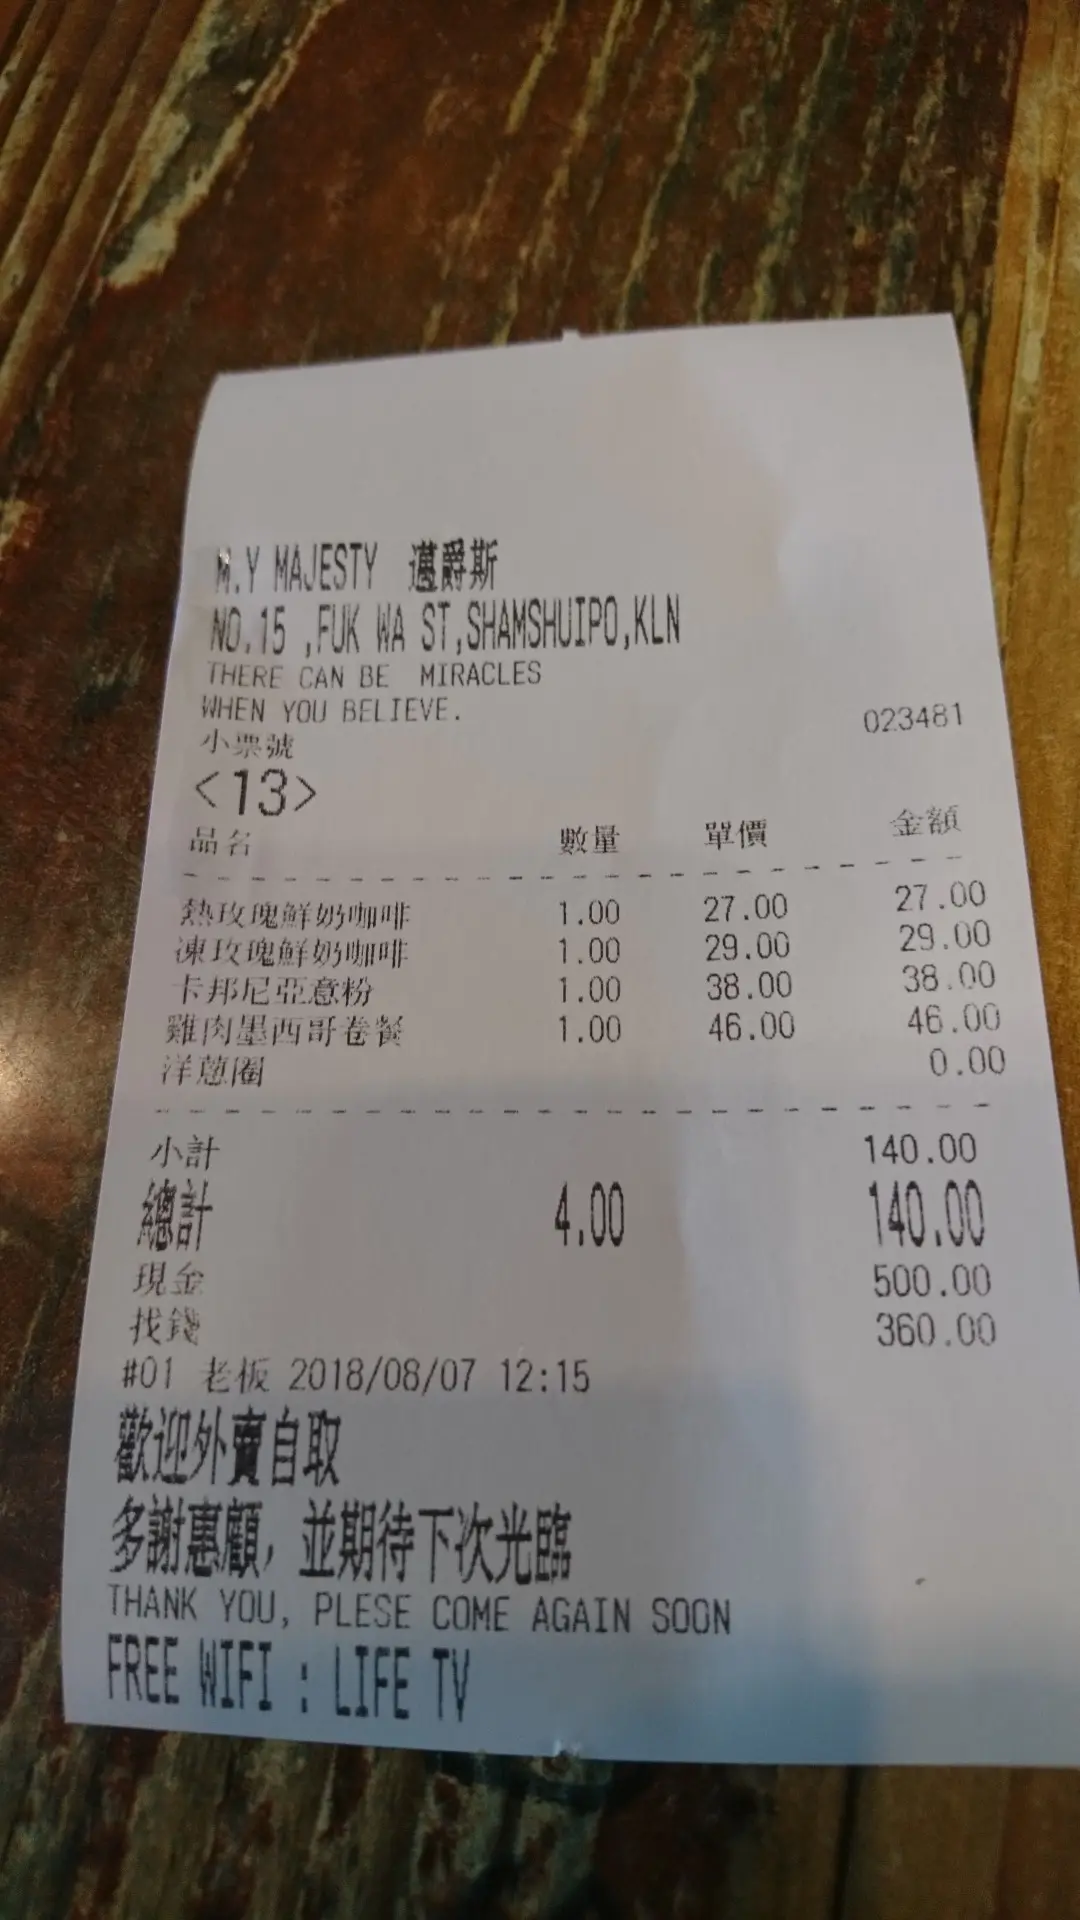 M.Y MAJESTY 邁爵斯
NO.15 ,FUK WA ST,SHAMSHUIPO,KLN
THERE CAN BE MIRACLES
WHEN YOU BELIEVE.
小票號 023481
<13>
品名 數量 單價 金額
熱玫瑰鮮奶咖啡 1.00 27.00 27.00
凍玫瑰鮮奶咖啡 1.00 29.00 29.00
卡邦尼亞意粉 1.00 38.00 38.00
雞肉墨西哥卷餐 1.00 46.00 46.00
洋蔥圈 0.00
小計 140.00
總計 4.00 140.00
現金 500.00
找錢 360.00
#01 老板 2018/08/07 12:15
歡迎外賣自取
多謝惠顧, 並期待下次光臨
THANK YOU, PLESE COME AGAIN SOON
FREE WIFI : LIFE TV